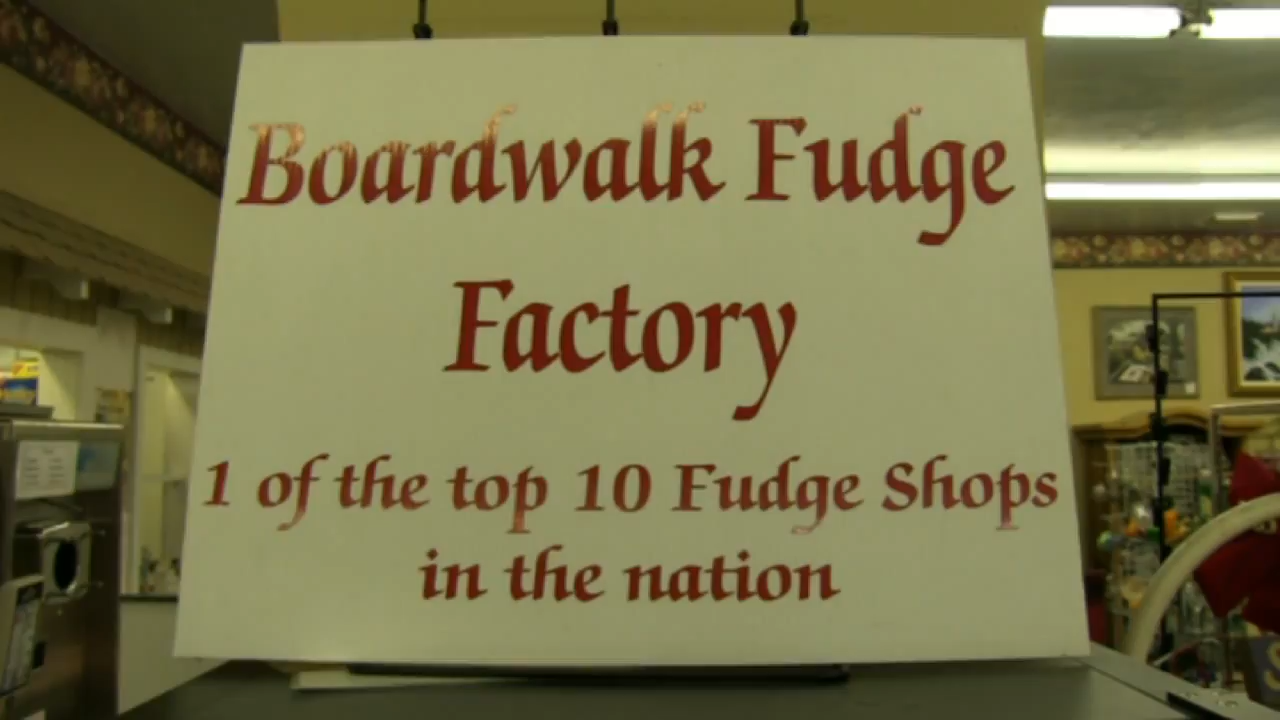 Boardwalk Fudge
Factory
1 of the top 10 Fudge Shops
in the nation